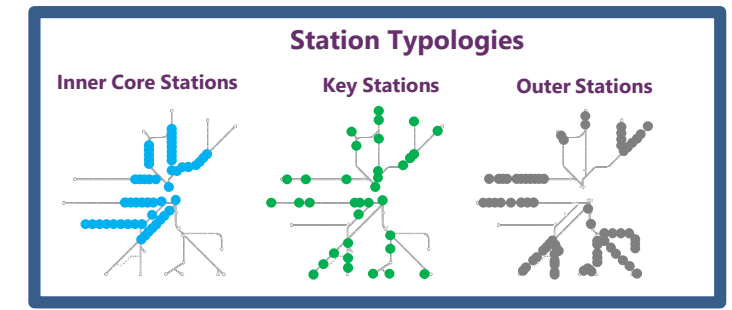 Station Typologies
Inner Core Stations
Key Stations
Outer Stations